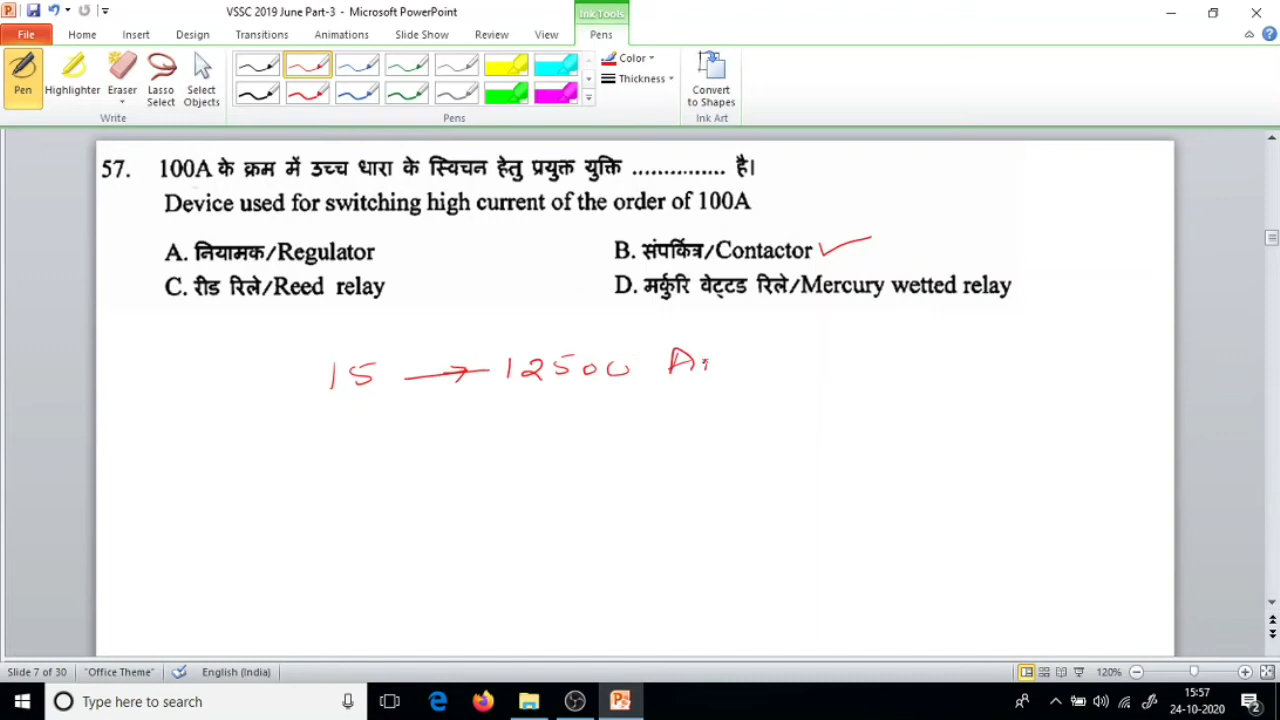 VSSC 2019 June Part-3 - Microsoft PowerPoint
Ink Tools
File Home Insert Design Transitions Animations Slide Show Review View Pens
Pen Highlighter Eraser Lasso Select Select Objects
Color
Thickness
Convert to Shapes
Write Pens Ink Art
57. 100A के क्रम में उच्च धारा के स्विचन हेतु प्रयुक्त युक्ति ............... है।
Device used for switching high current of the order of 100A
A. नियामक/Regulator B. संपर्कित्र/Contactor
C. रीड रिले/Reed relay D. मर्कुरि वेट्टड रिले/Mercury wetted relay
15 → 12500 A
Slide 7 of 30 "Office Theme" English (India) 120%
Type here to search
15:57
24-10-2020
2